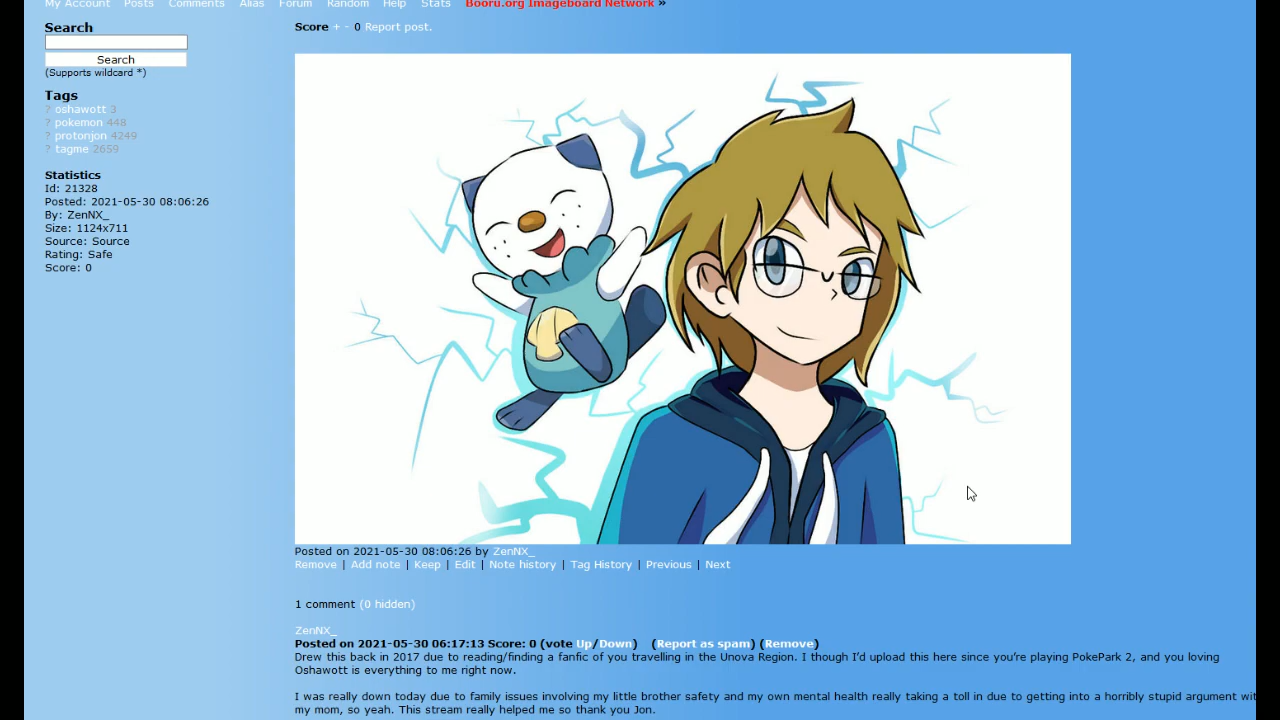 My Account Posts Comments Alias Forum Random Help Stats Booru.org Imageboard Network »
Search
Search
(Supports wildcard *)
Tags
? oshawott 3
? pokemon 448
? protonjon 4249
? tagme 2659
Statistics
Id: 21328
Posted: 2021-05-30 08:06:26
By: ZenNX_
Size: 1124x711
Source: Source
Rating: Safe
Score: 0
Score + - 0 Report post.
Posted on 2021-05-30 08:06:26 by ZenNX_
Remove | Add note | Keep | Edit | Note history | Tag History | Previous | Next
1 comment (0 hidden)
ZenNX_
Posted on 2021-05-30 06:17:13 Score: 0 (vote Up/Down) (Report as spam) (Remove)
Drew this back in 2017 due to reading/finding a fanfic of you travelling in the Unova Region. I though I'd upload this here since you're playing PokePark 2, and you loving
Oshawott is everything to me right now.
I was really down today due to family issues involving my little brother safety and my own mental health really taking a toll in due to getting into a horribly stupid argument wit
my mom, so yeah. This stream really helped me so thank you Jon.